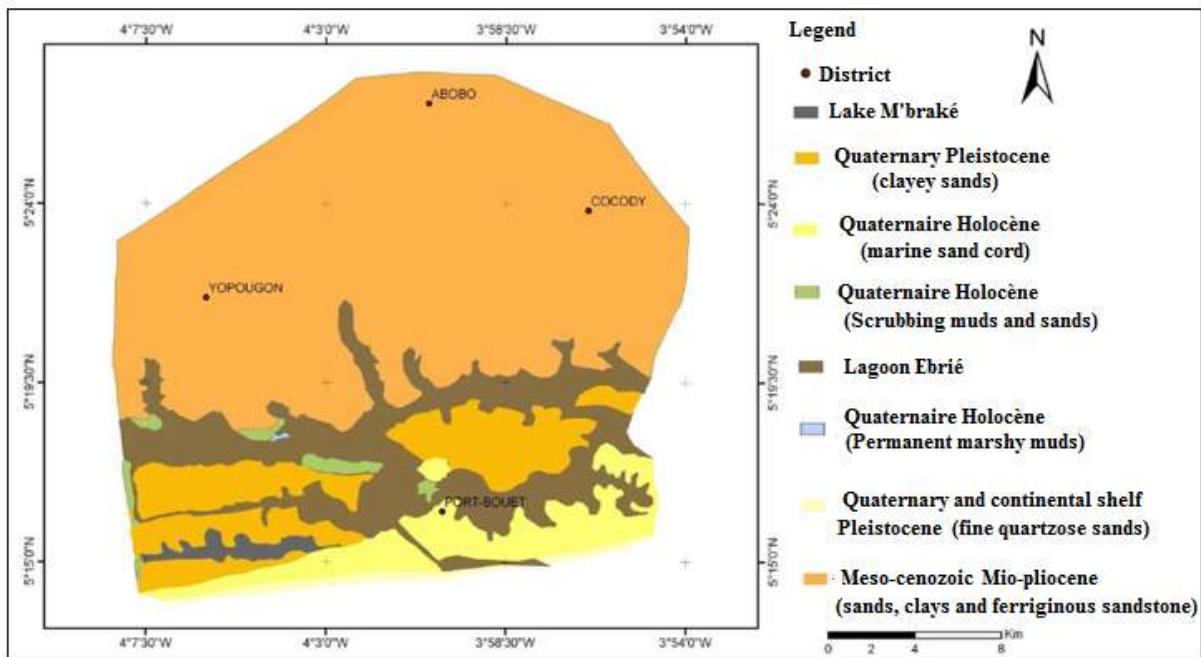 4°7'30"W 4°3'0"W 3°58'30"W 3°54'0"W
5°24'0"N 5°24'0"N
5°19'30"N 5°19'30"N
5°15'0"N 5°15'0"N
ABOBO
COCODY
YOPOUGON
PORT-BOUET
4°7'30"W 4°3'0"W 3°58'30"W 3°54'0"W
Legend
N
District
Lake M'braké
Quaternary Pleistocene
(clayey sands)
Quaternaire Holocène
(marine sand cord)
Quaternaire Holocène
(Scrubbing muds and sands)
Lagoon Ebrié
Quaternaire Holocène
(Permanent marshy muds)
Quaternary and continental shelf
Pleistocene (fine quartzose sands)
Meso-cenozoic Mio-pliocene
(sands, clays and ferriginous sandstone)
Km
0 2 4 8